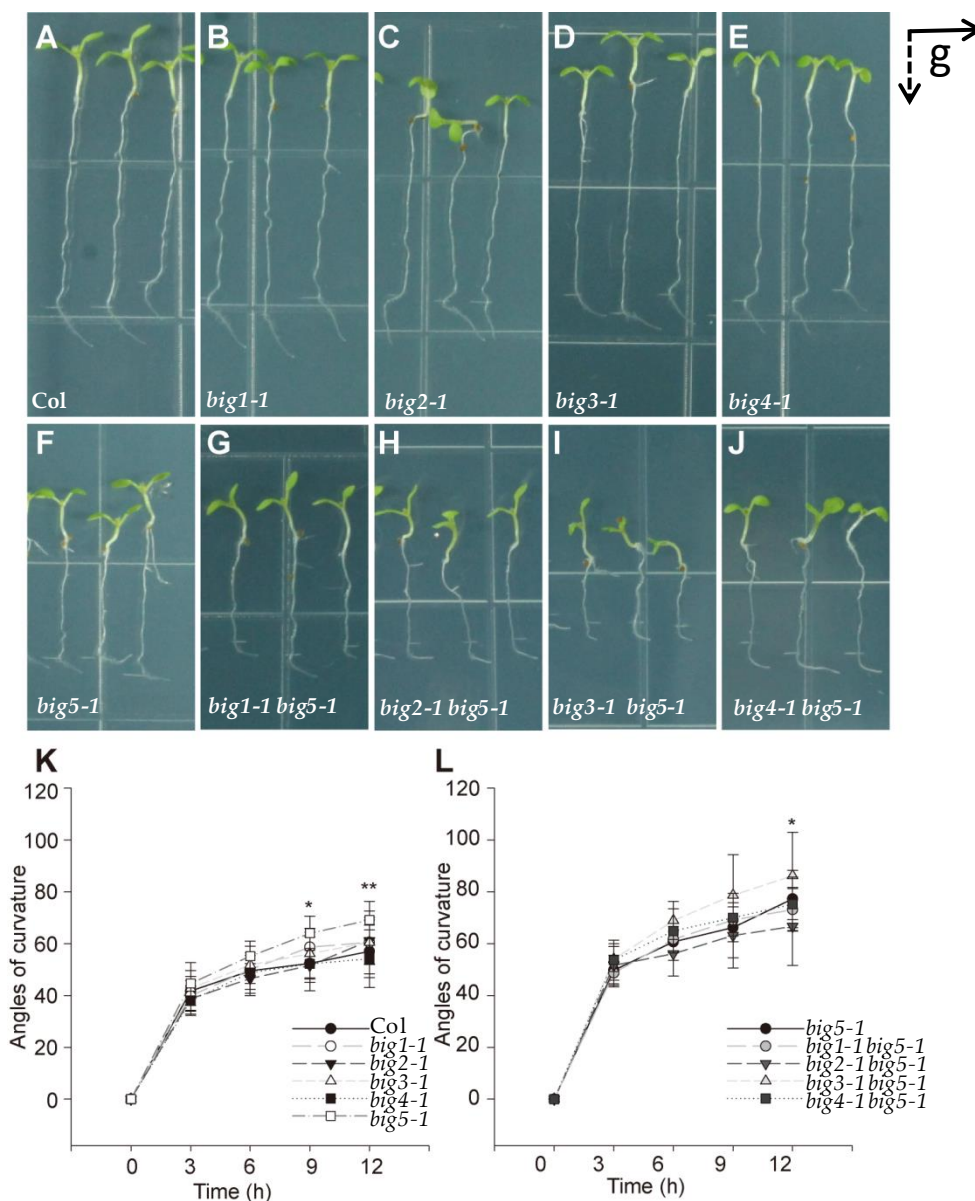 A B C D E
g
Col big1-1 big2-1 big3-1 big4-1
F G H I J
big5-1 big1-1 big5-1 big2-1 big5-1 big3-1 big5-1 big4-1 big5-1
K
120
100
80
60
40
20
0
Angles of curvature
0 3 6 9 12
Time (h)
* **
Col
big1-1
big2-1
big3-1
big4-1
big5-1
L
120
100
80
60
40
20
0
Angles of curvature
0 3 6 9 12
Time (h)
*
big5-1
big1-1 big5-1
big2-1 big5-1
big3-1 big5-1
big4-1 big5-1